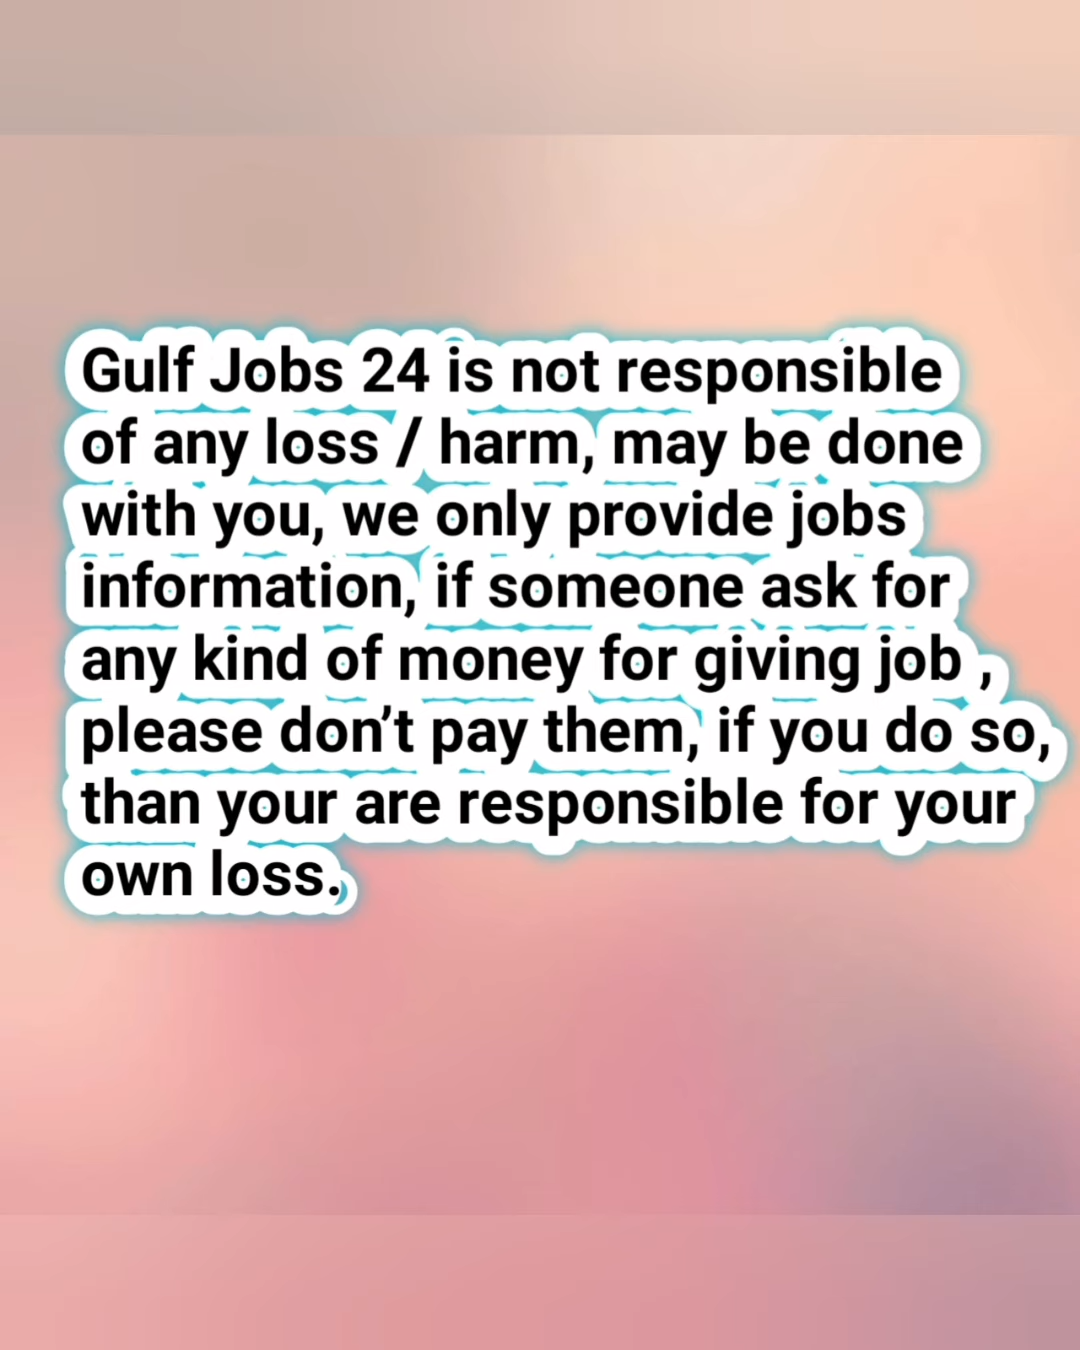 Gulf Jobs 24 is not responsible
of any loss / harm, may be done
with you, we only provide jobs
information, if someone ask for
any kind of money for giving job ,
please don’t pay them, if you do so,
than your are responsible for your
own loss.